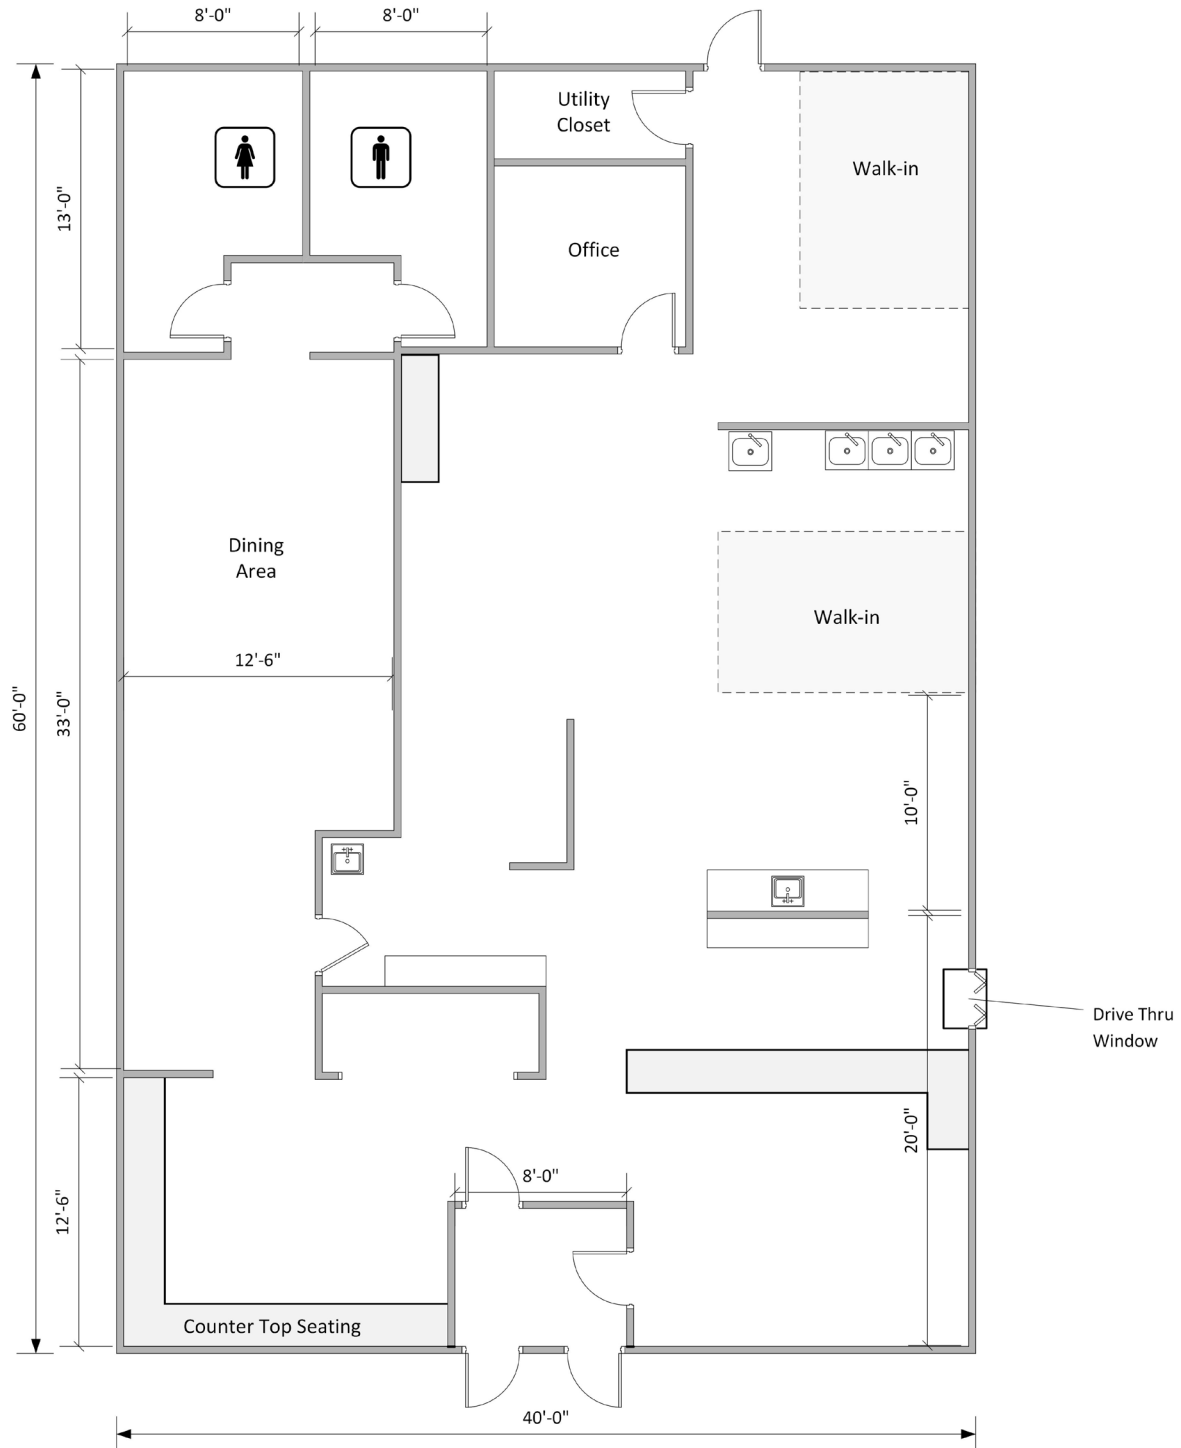 8'-0"
8'-0"
Utility
Closet
Walk-in
13'-0"
Office
Dining
Area
Walk-in
12'-6"
60'-0"
33'-0"
10'-0"
Drive Thru
Window
20'-0"
8'-0"
12'-6"
Counter Top Seating
40'-0"